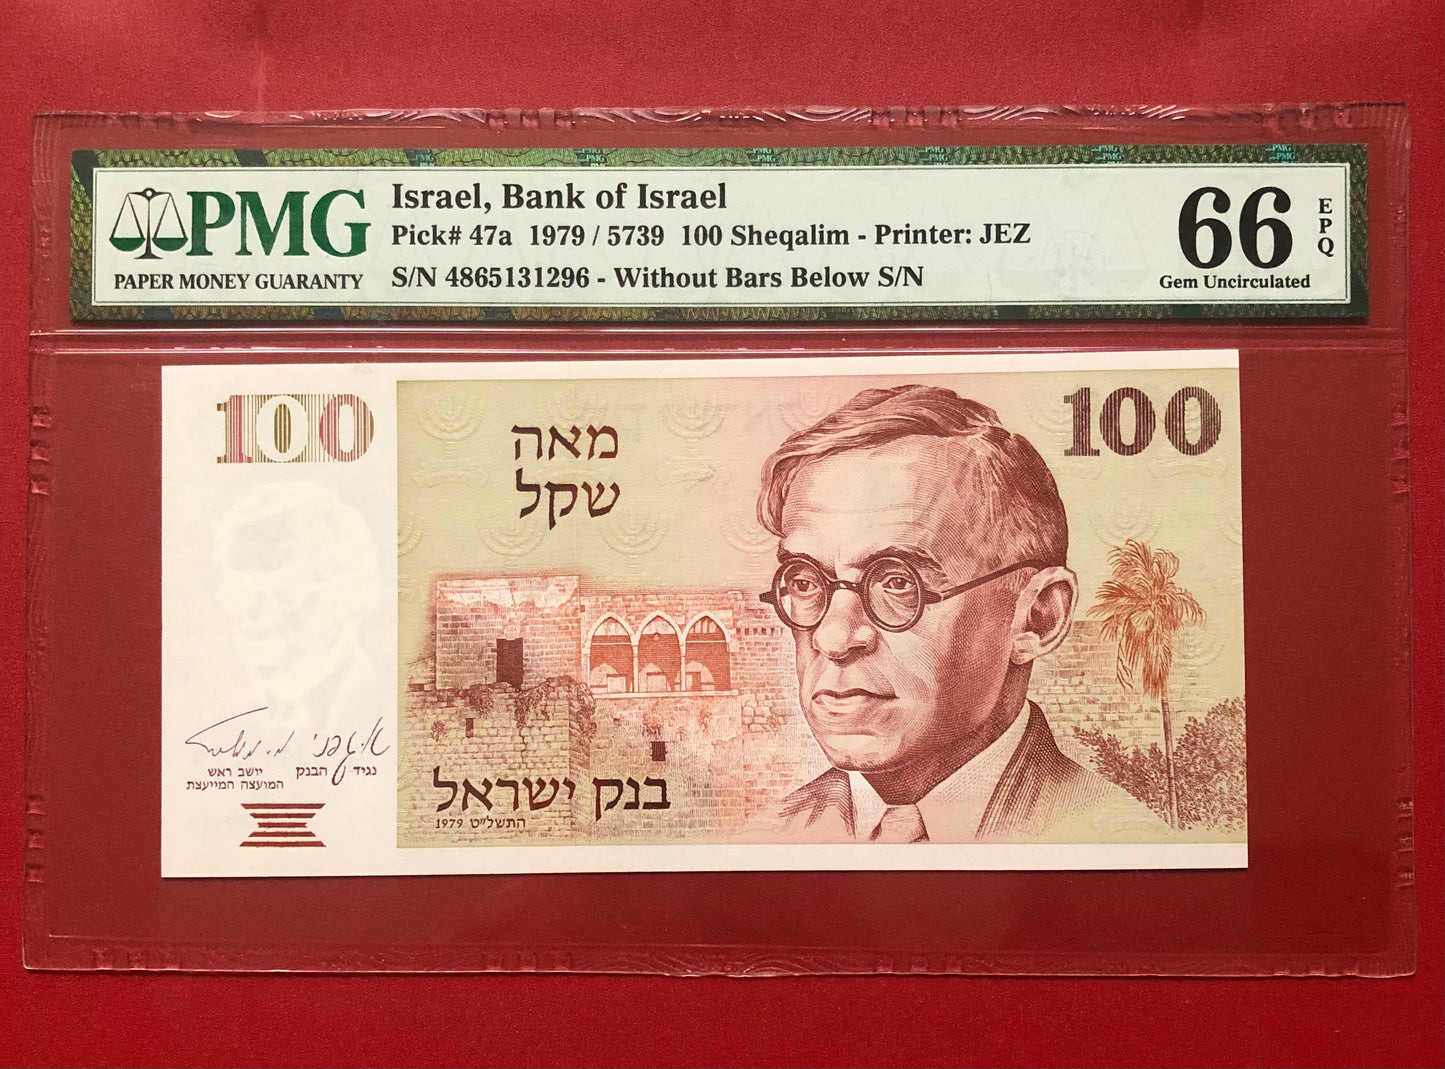 PMG
PAPER MONEY GUARANTY
Israel, Bank of Israel
Pick# 47a 1979 / 5739 100 Sheqalim - Printer: JEZ
S/N 4865131296 - Without Bars Below S/N
66
EPQ
Gem Uncirculated
100
100
מאה
שקל
נגיד הבנק
יושב ראש
המועצה המייעצת
בנק ישראל
התשל״ט 1979